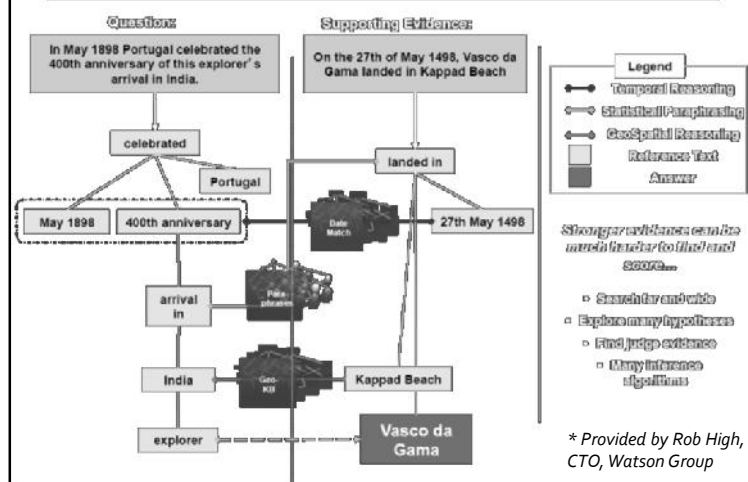 Question:
In May 1898 Portugal celebrated the
400th anniversary of this explorer's
arrival in India.
Supporting Evidence:
On the 27th of May 1498, Vasco da
Gama landed in Kappad Beach
Legend
Temporal Reasoning
Statistical Paraphrasing
GeoSpatial Reasoning
Reference Text
Answer
celebrated
Portugal
landed in
May 1898
400th anniversary
Date
Match
27th May 1498
arrival
in
Para-
phrases
India
Geo-
KB
Kappad Beach
explorer
Vasco da
Gama
Stronger evidence can be
much harder to find and
score...
Search far and wide
Explore many hypotheses
Find judge evidence
Many inference
algorithms
* Provided by Rob High,
CTO, Watson Group